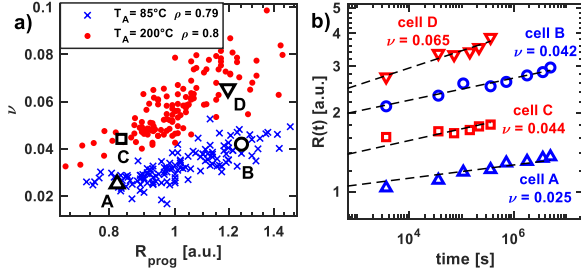 a)
T_A = 85°C ρ = 0.79
T_A = 200°C ρ = 0.8
0.1
0.08
0.06
0.04
0.02
ν
A
B
C
D
0.8
1
1.2
1.4
R_prog [a.u.]
b)
cell D
ν = 0.065
cell B
ν = 0.042
cell C
ν = 0.044
cell A
ν = 0.025
5
4
3
2
1
R(t) [a.u.]
10^4
10^5
10^6
time [s]